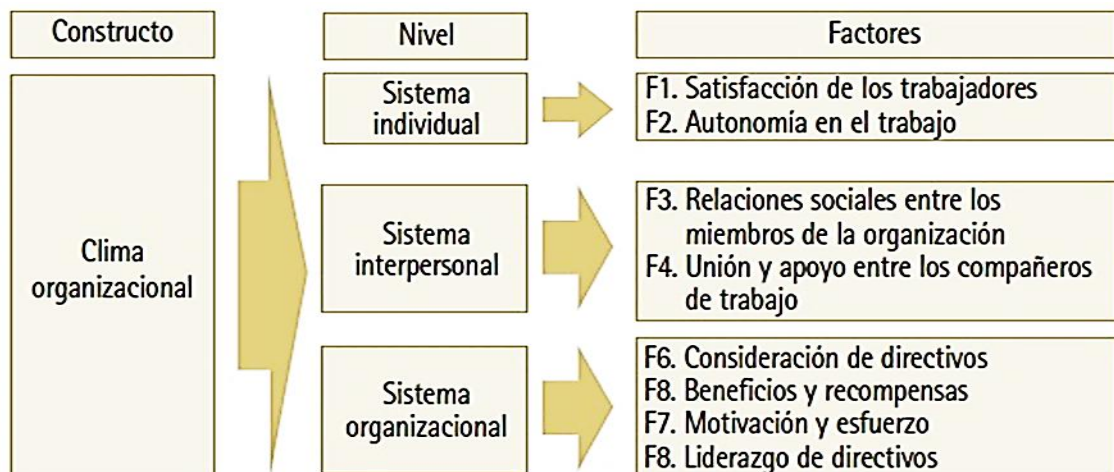 Constructo
Nivel
Factores
Clima
organizacional
Sistema
individual
F1. Satisfacción de los trabajadores
F2. Autonomía en el trabajo
Sistema
interpersonal
F3. Relaciones sociales entre los
miembros de la organización
F4. Unión y apoyo entre los compañeros
de trabajo
Sistema
organizacional
F6. Consideración de directivos
F8. Beneficios y recompensas
F7. Motivación y esfuerzo
F8. Liderazgo de directivos